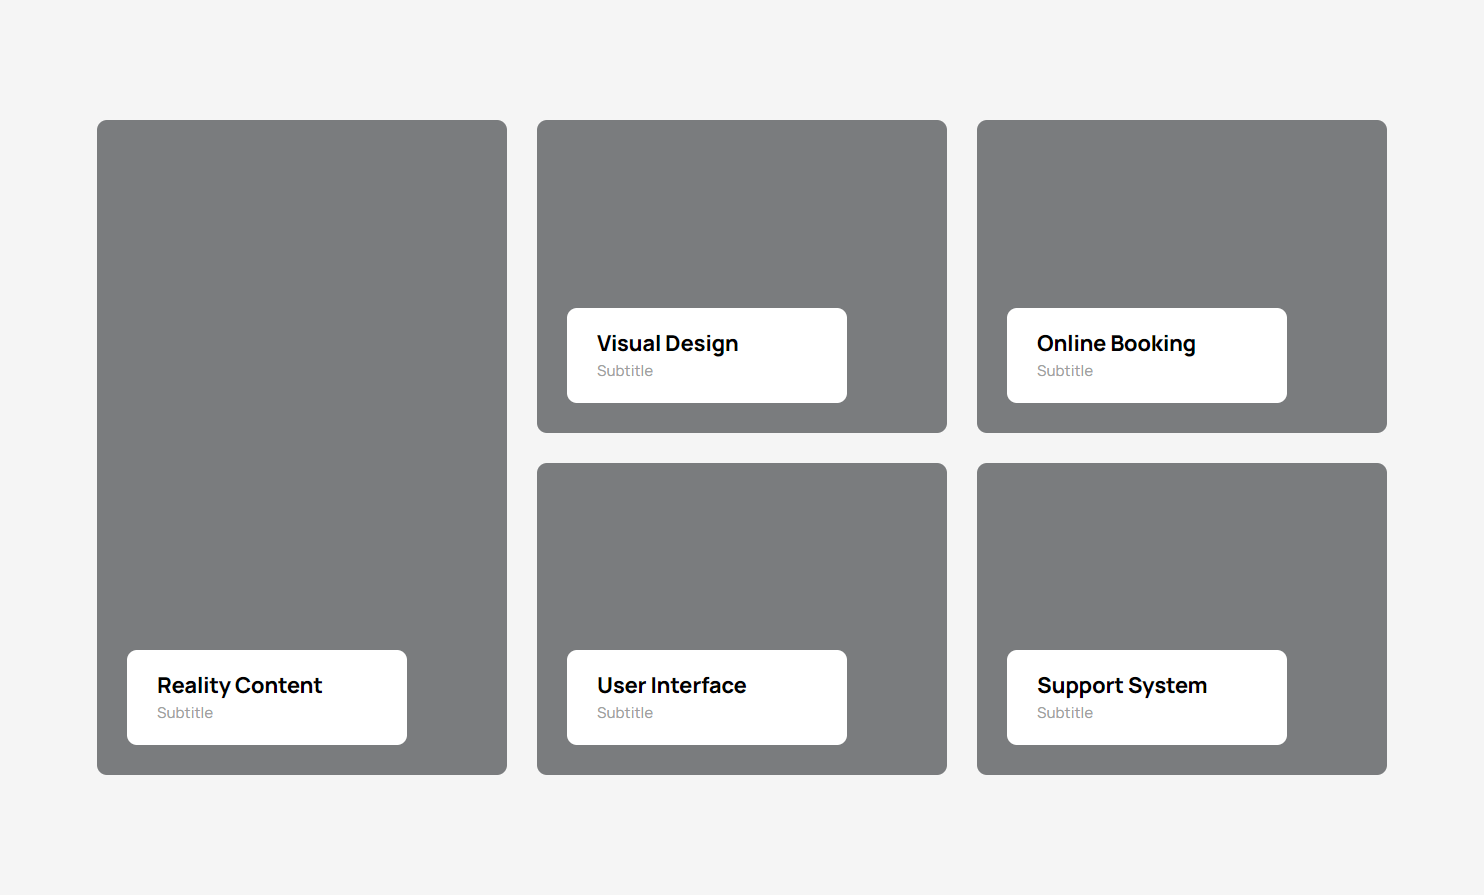 Visual Design
Subtitle
Online Booking
Subtitle
Reality Content
Subtitle
User Interface
Subtitle
Support System
Subtitle